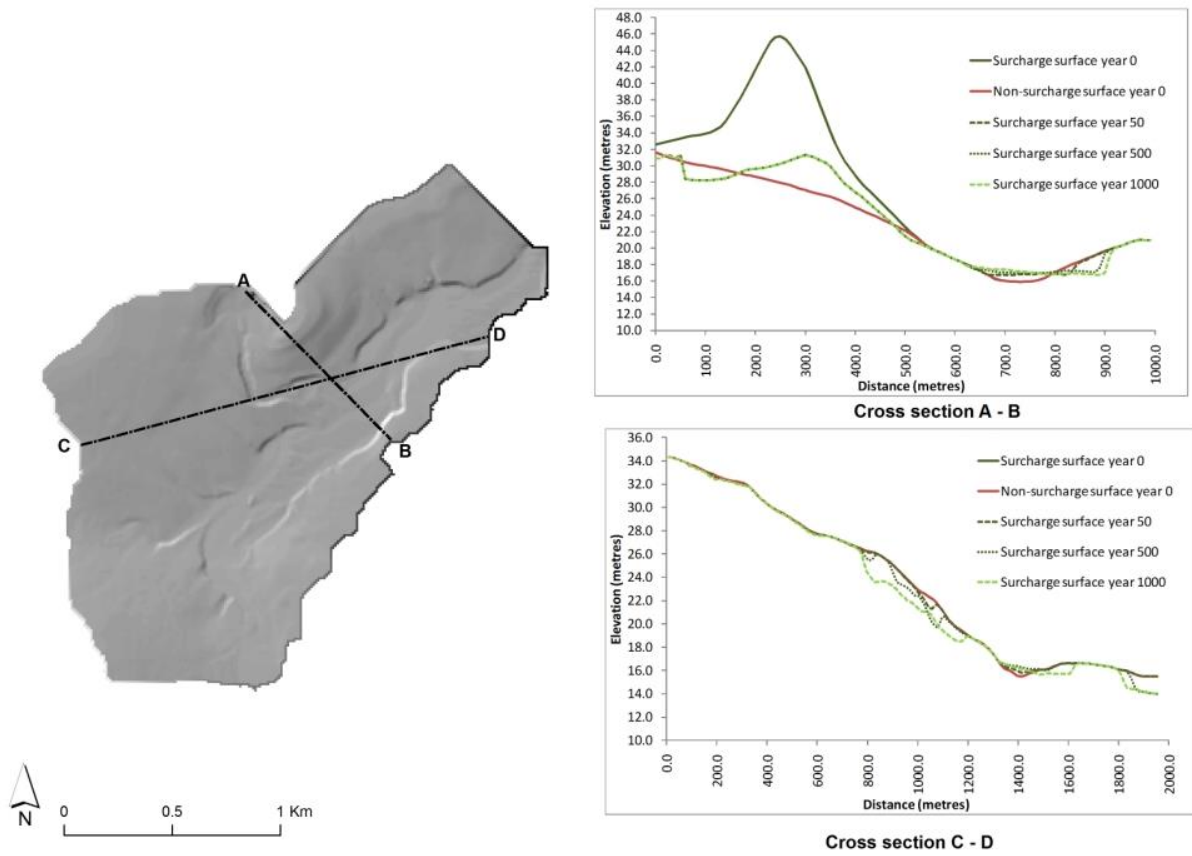 A
B
C
D
N
0 0.5 1 Km
48.0
46.0
44.0
42.0
40.0
38.0
36.0
34.0
32.0
30.0
28.0
26.0
24.0
22.0
20.0
18.0
16.0
14.0
12.0
10.0
Elevation (metres)
Surcharge surface year 0
Non-surcharge surface year 0
Surcharge surface year 50
Surcharge surface year 500
Surcharge surface year 1000
0.0 100.0 200.0 300.0 400.0 500.0 600.0 700.0 800.0 900.0 1000.0
Distance (metres)
Cross section A - B
36.0
34.0
32.0
30.0
28.0
26.0
24.0
22.0
20.0
18.0
16.0
14.0
12.0
10.0
Elevation (metres)
Surcharge surface year 0
Non-surcharge surface year 0
Surcharge surface year 50
Surcharge surface year 500
Surcharge surface year 1000
0.0 200.0 400.0 600.0 800.0 1000.0 1200.0 1400.0 1600.0 1800.0 2000.0
Distance (metres)
Cross section C - D